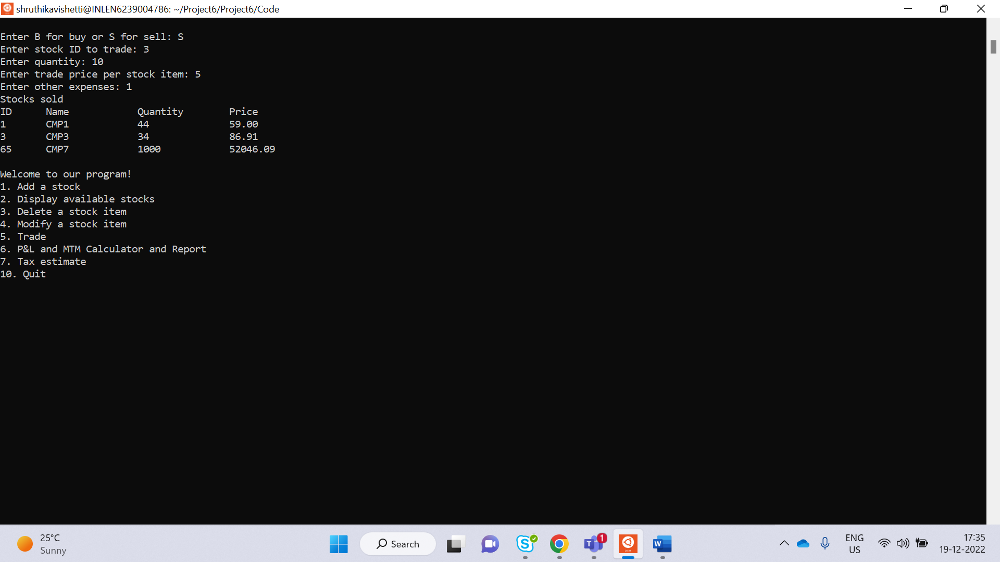 shruthikavishetti@INLEN6239004786: ~/Project6/Project6/Code
Enter B for buy or S for sell: S
Enter stock ID to trade: 3
Enter quantity: 10
Enter trade price per stock item: 5
Enter other expenses: 1
Stocks sold
ID Name Quantity Price
1 CMP1 44 59.00
3 CMP3 34 86.91
65 CMP7 1000 52046.09
Welcome to our program!
1. Add a stock
2. Display available stocks
3. Delete a stock item
4. Modify a stock item
5. Trade
6. P&L and MTM Calculator and Report
7. Tax estimate
10. Quit
25°C
Sunny
Search
S
T
1
W
ENG
US
17:35
19-12-2022